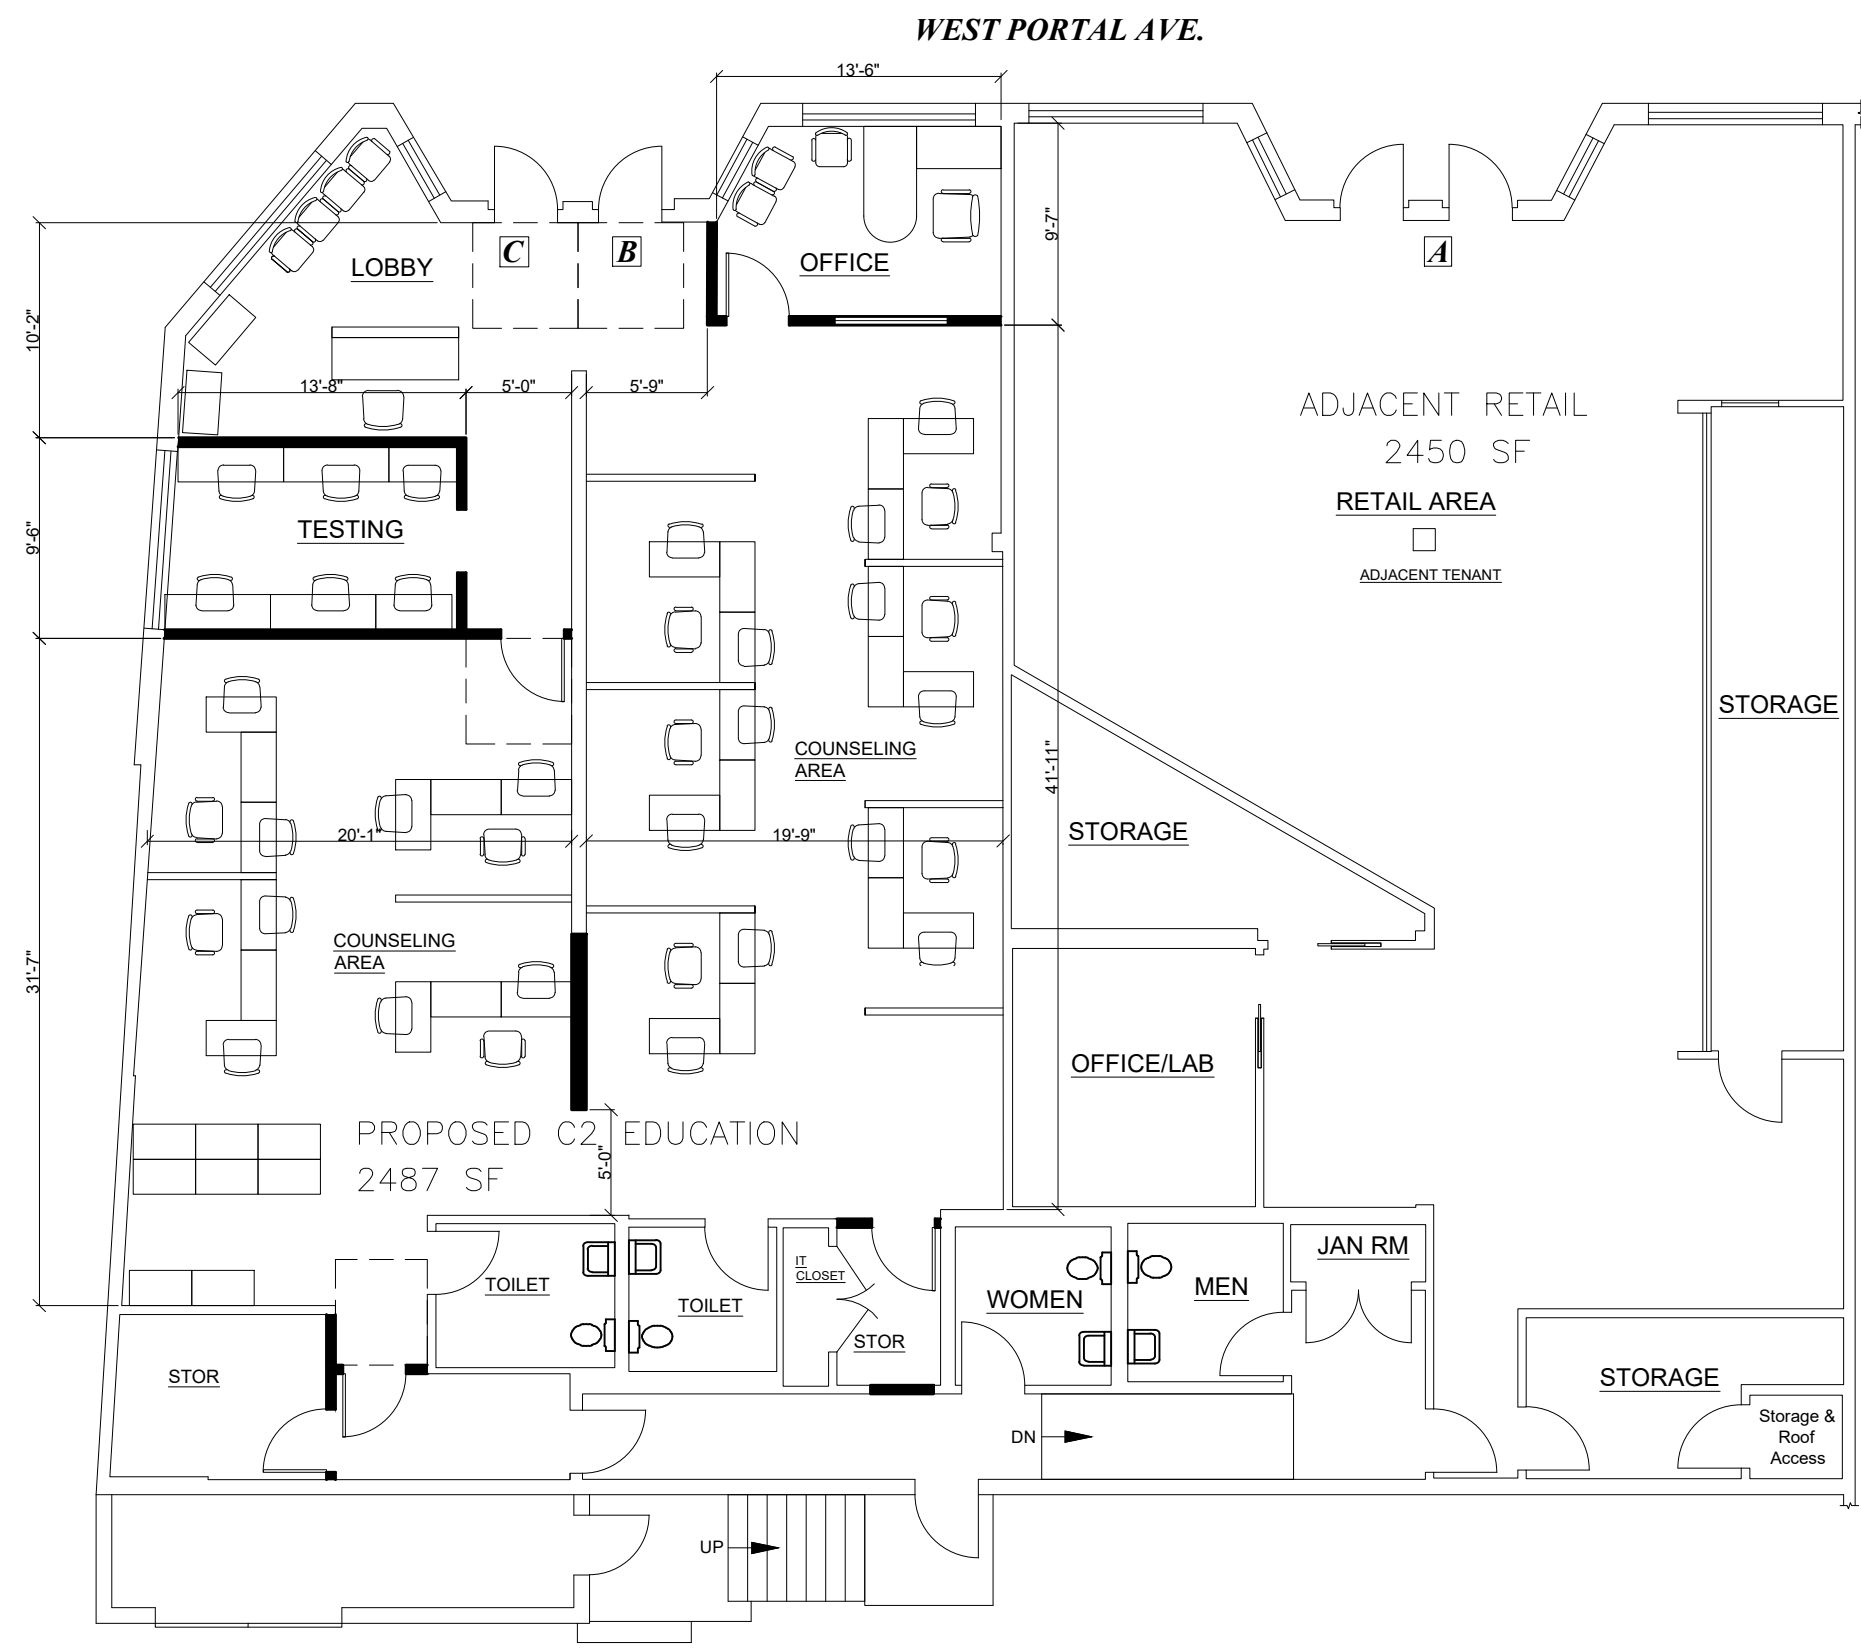 WEST PORTAL AVE.
13'-6"
C
B
A
LOBBY
OFFICE
9'-7"
10'-2"
13'-8"
5'-0"
5'-9"
ADJACENT RETAIL
2450 SF
RETAIL AREA
ADJACENT TENANT
9'-6"
TESTING
STORAGE
COUNSELING
AREA
41'-11"
STORAGE
20'-1"
19'-9"
COUNSELING
AREA
31'-7"
OFFICE/LAB
PROPOSED C2 EDUCATION
2487 SF
5'-0"
TOILET
TOILET
IT
CLOSET
STOR
WOMEN
MEN
JAN RM
STOR
STORAGE
Storage &
Roof
Access
DN
UP